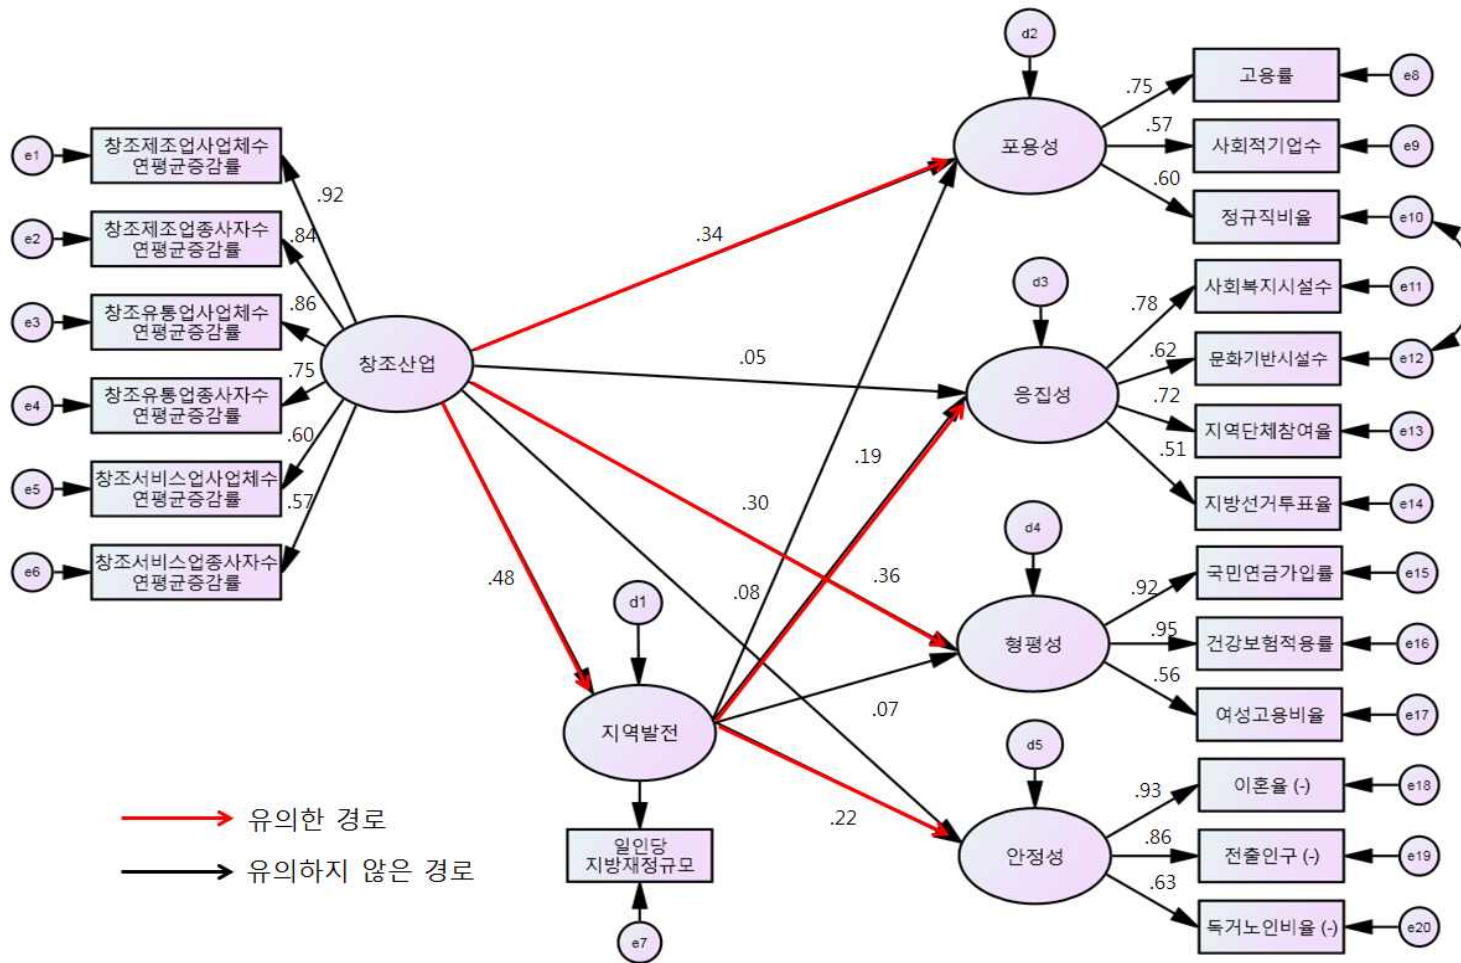 d2
고용률
e8
.75
.57
포용성
사회적기업수
e9
.60
정규직비율
e10
e1
창조제조업사업체수
연평균증감률
.92
e2
창조제조업종사자수
연평균증감률
.84
.34
d3
사회복지시설수
e11
.78
e3
창조유통업사업체수
연평균증감률
.86
창조산업
.05
.62
문화기반시설수
e12
e4
창조유통업종사자수
연평균증감률
.75
응집성
.72
지역단체참여율
e13
.60
.19
.51
e5
창조서비스업사업체수
연평균증감률
.57
.30
지방선거투표율
e14
d4
e6
창조서비스업종사자수
연평균증감률
.48
.08
.36
.92
국민연금가입률
e15
d1
형평성
.95
건강보험적용률
e16
.56
여성고용비율
e17
지역발전
.07
d5
이혼율 (-)
e18
.93
유의한 경로
.22
.86
일인당
지방재정규모
안정성
전출인구 (-)
e19
유의하지 않은 경로
.63
독거노인비율 (-)
e20
e7